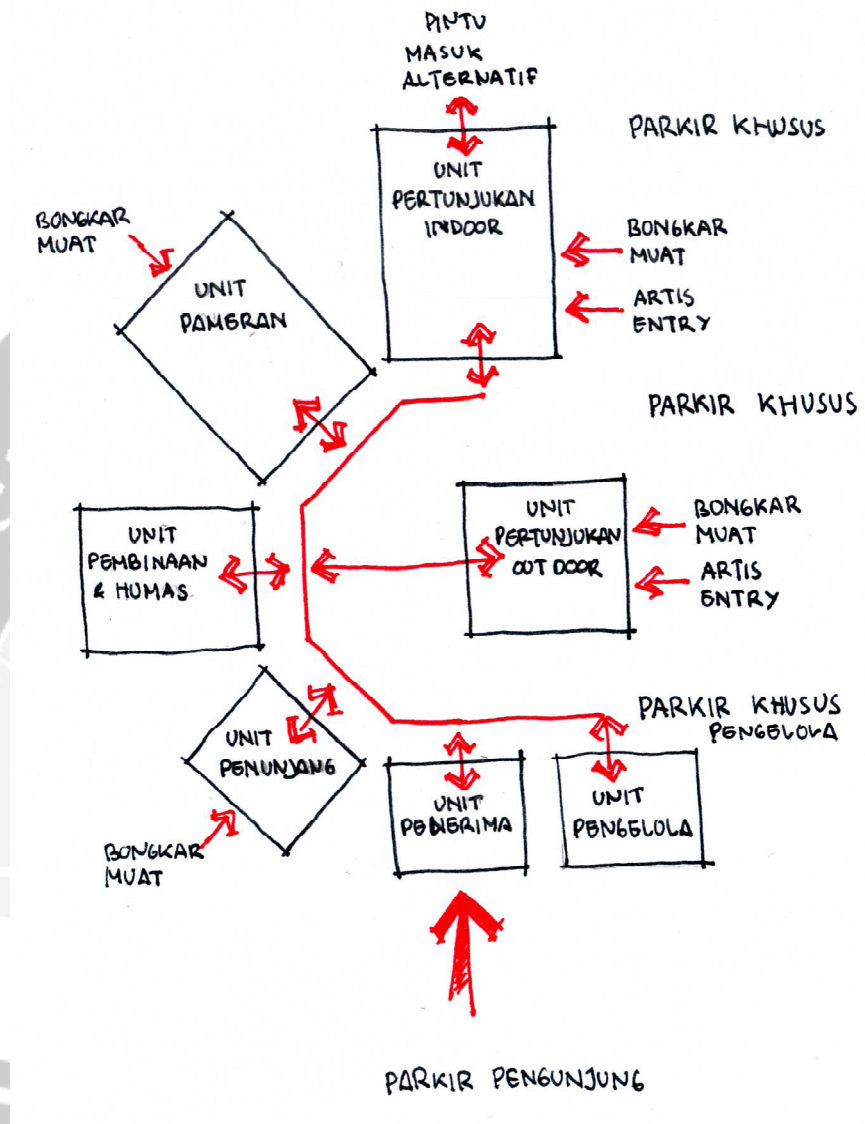 PINTU
MASUK
ALTERNATIF
PARKIR KHUSUS
UNIT
PERTUNJUKAN
INDOOR
BONGKAR
MUAT
ARTIS
ENTRY
BONGKAR
MUAT
UNIT
PAMERAN
PARKIR KHUSUS
UNIT
PERTUNJUKAN
OUT DOOR
BONGKAR
MUAT
ARTIS
ENTRY
UNIT
PEMBINAAN
& HUMAS
PARKIR KHUSUS
PENGELOLA
UNIT
PENUNJANG
BONGKAR
MUAT
UNIT
PENERIMA
UNIT
PENGELOLA
PARKIR PENGUNJUNG